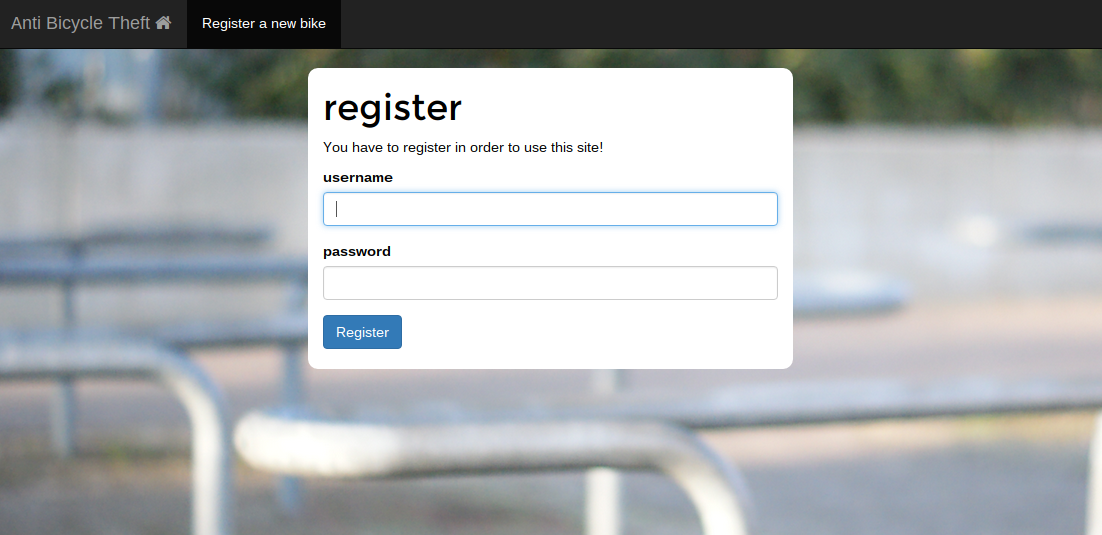 Anti Bicycle Theft
Register a new bike
register
You have to register in order to use this site!
username
password
Register